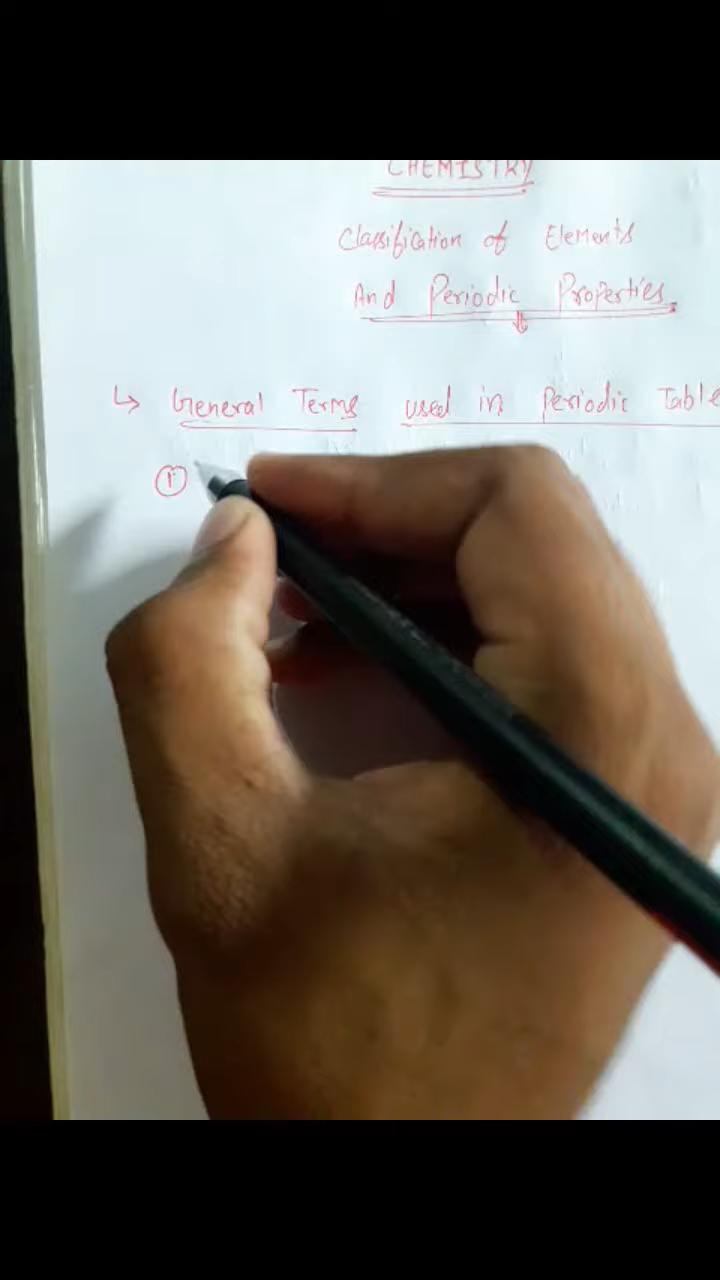 CHEMISTRY
Classification of Elements
And Periodic Properties
↳ General Terms used in Periodic Table
①